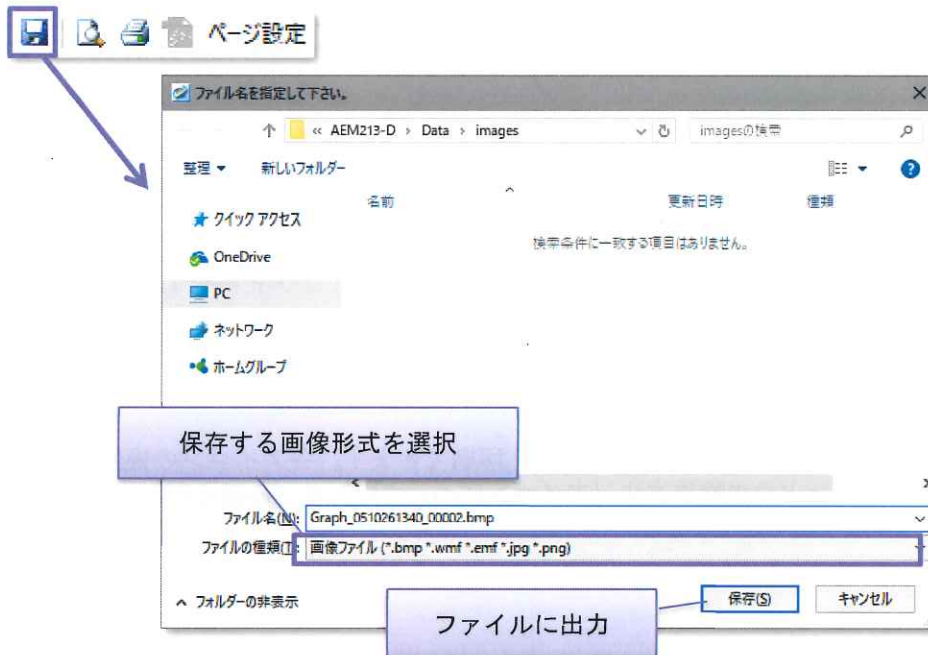 ページ設定
ファイル名を指定して下さい。
« AEM213-D › Data › images
imagesの検索
整理
新しいフォルダー
名前
更新日時
種類
検索条件に一致する項目はありません。
クイック アクセス
OneDrive
PC
ネットワーク
ホームグループ
保存する画像形式を選択
ファイル名(N): Graph_0510261340_00002.bmp
ファイルの種類(T): 画像ファイル (*.bmp *.wmf *.emf *.jpg *.png)
フォルダーの非表示
保存(S)
キャンセル
ファイルに出力